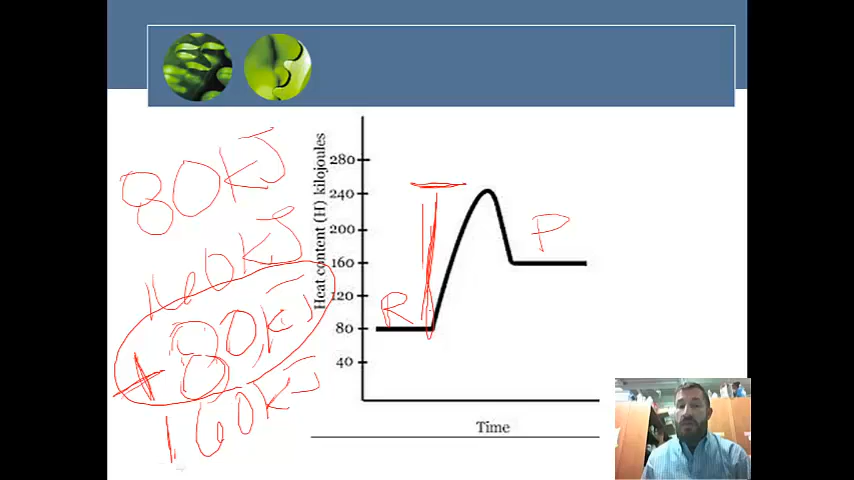 80kJ
160kJ
+80kJ
160kJ
Heat content (H) kilojoules
280
240
200
160
120
80
40
R
P
Time